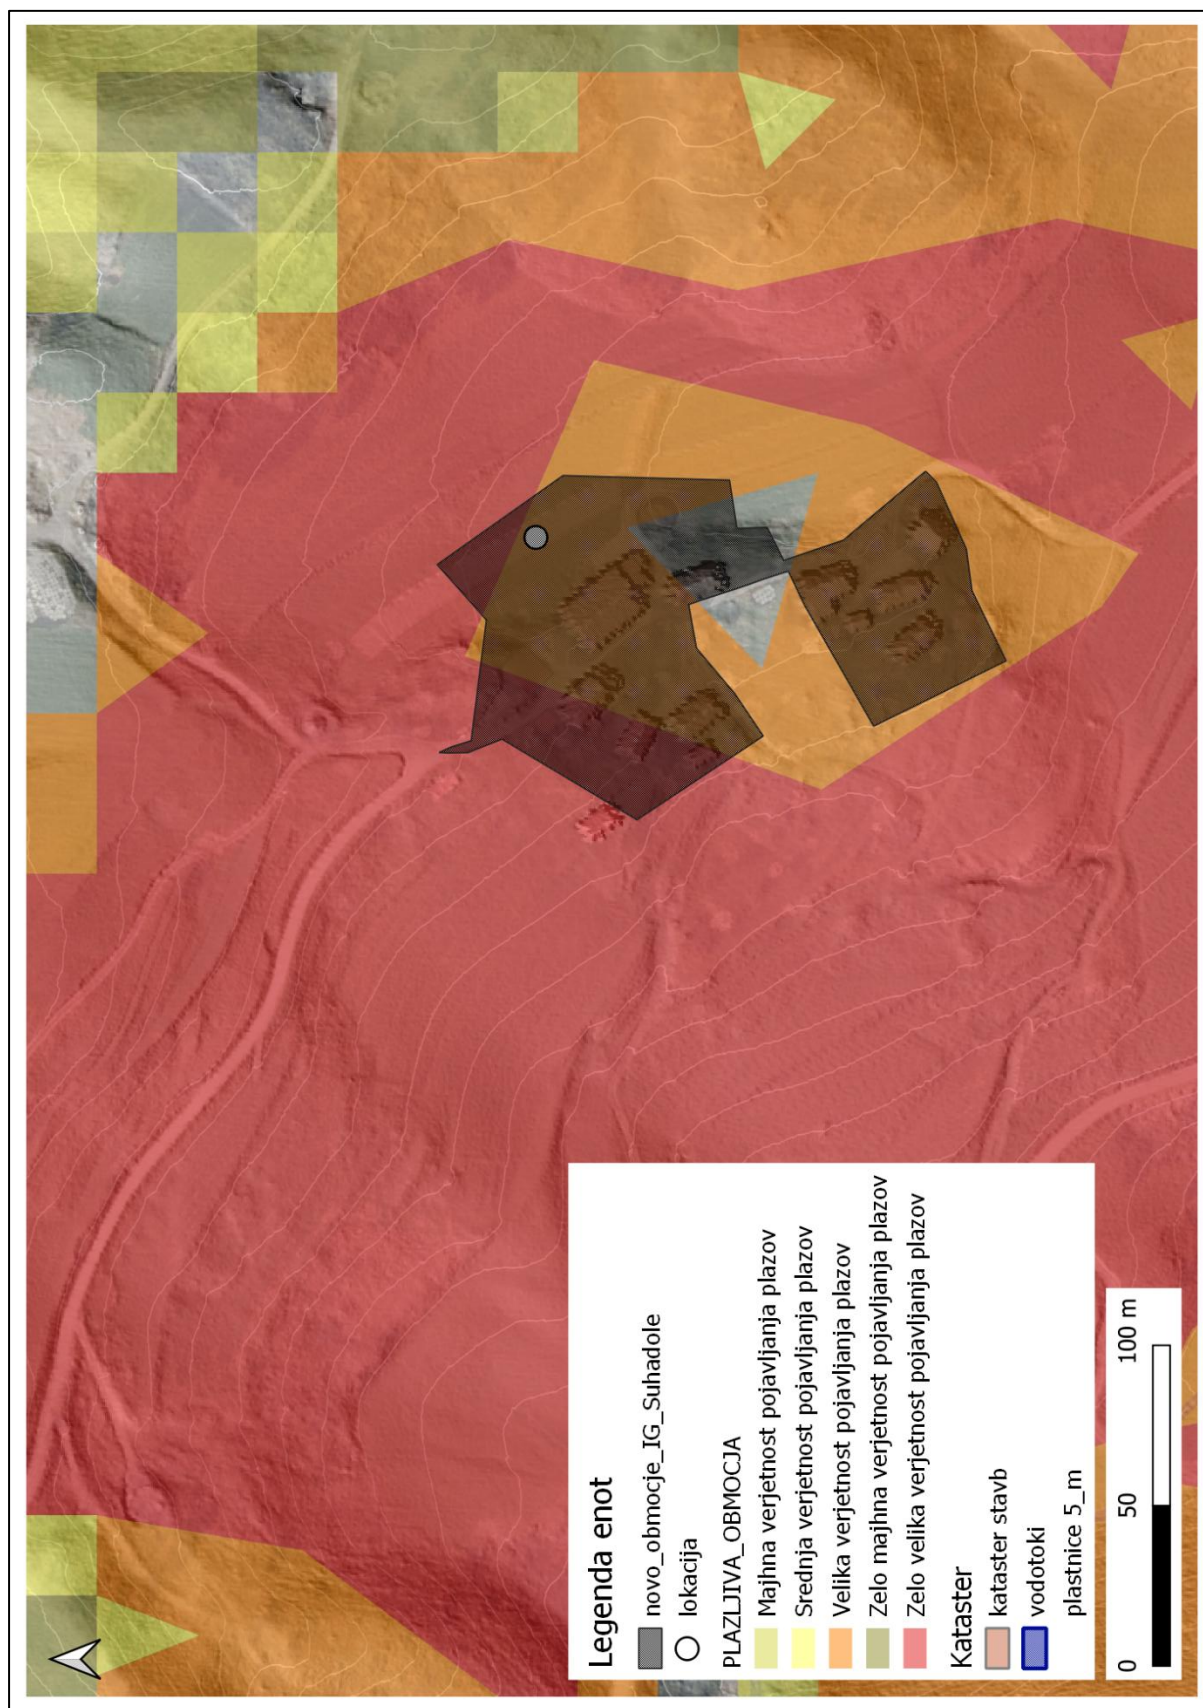 Legenda enot
novo_obmocje_IG_Suhadole
lokacija
PLAZLJIVA_OBMOCJA
Majhna verjetnost pojavljanja plazov
Srednja verjetnost pojavljanja plazov
Velika verjetnost pojavljanja plazov
Zelo majhna verjetnost pojavljanja plazov
Zelo velika verjetnost pojavljanja plazov
Kataster
kataster stavb
vodotoki
plastnice 5_m
0 50 100 m